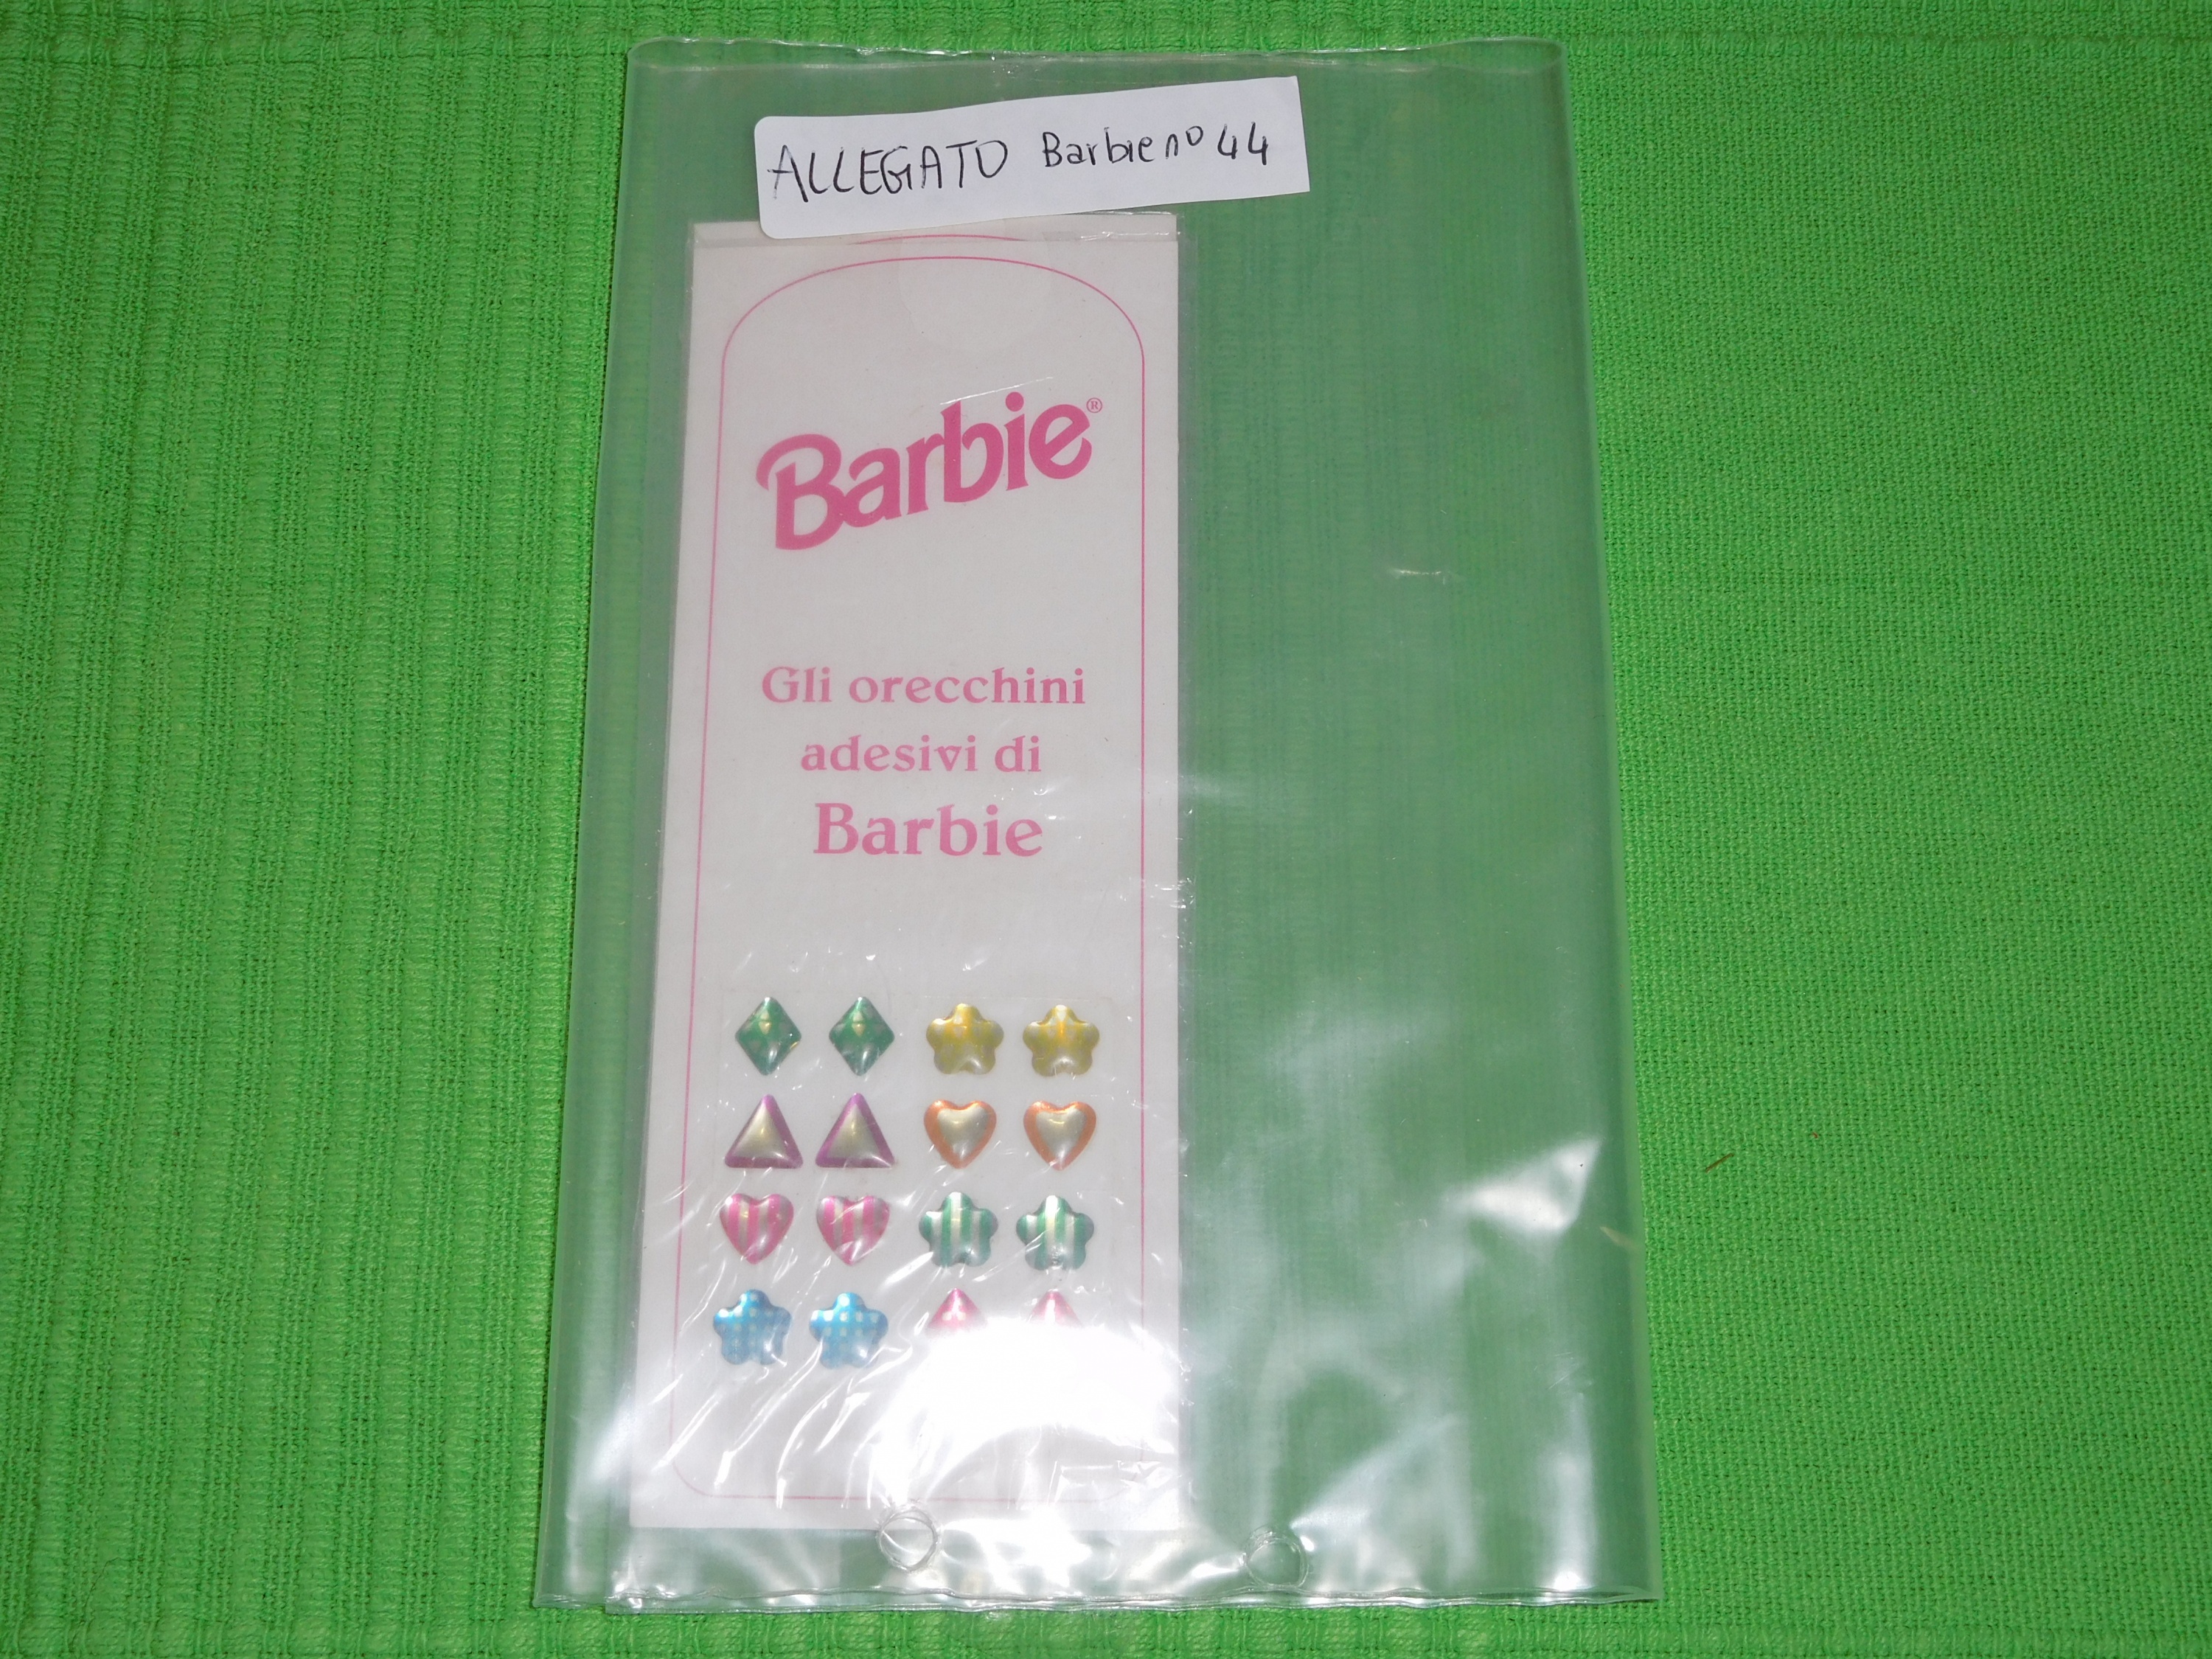 ALLEGATO Barbie nº 44
Barbie®
Gli orecchini
adesivi di
Barbie